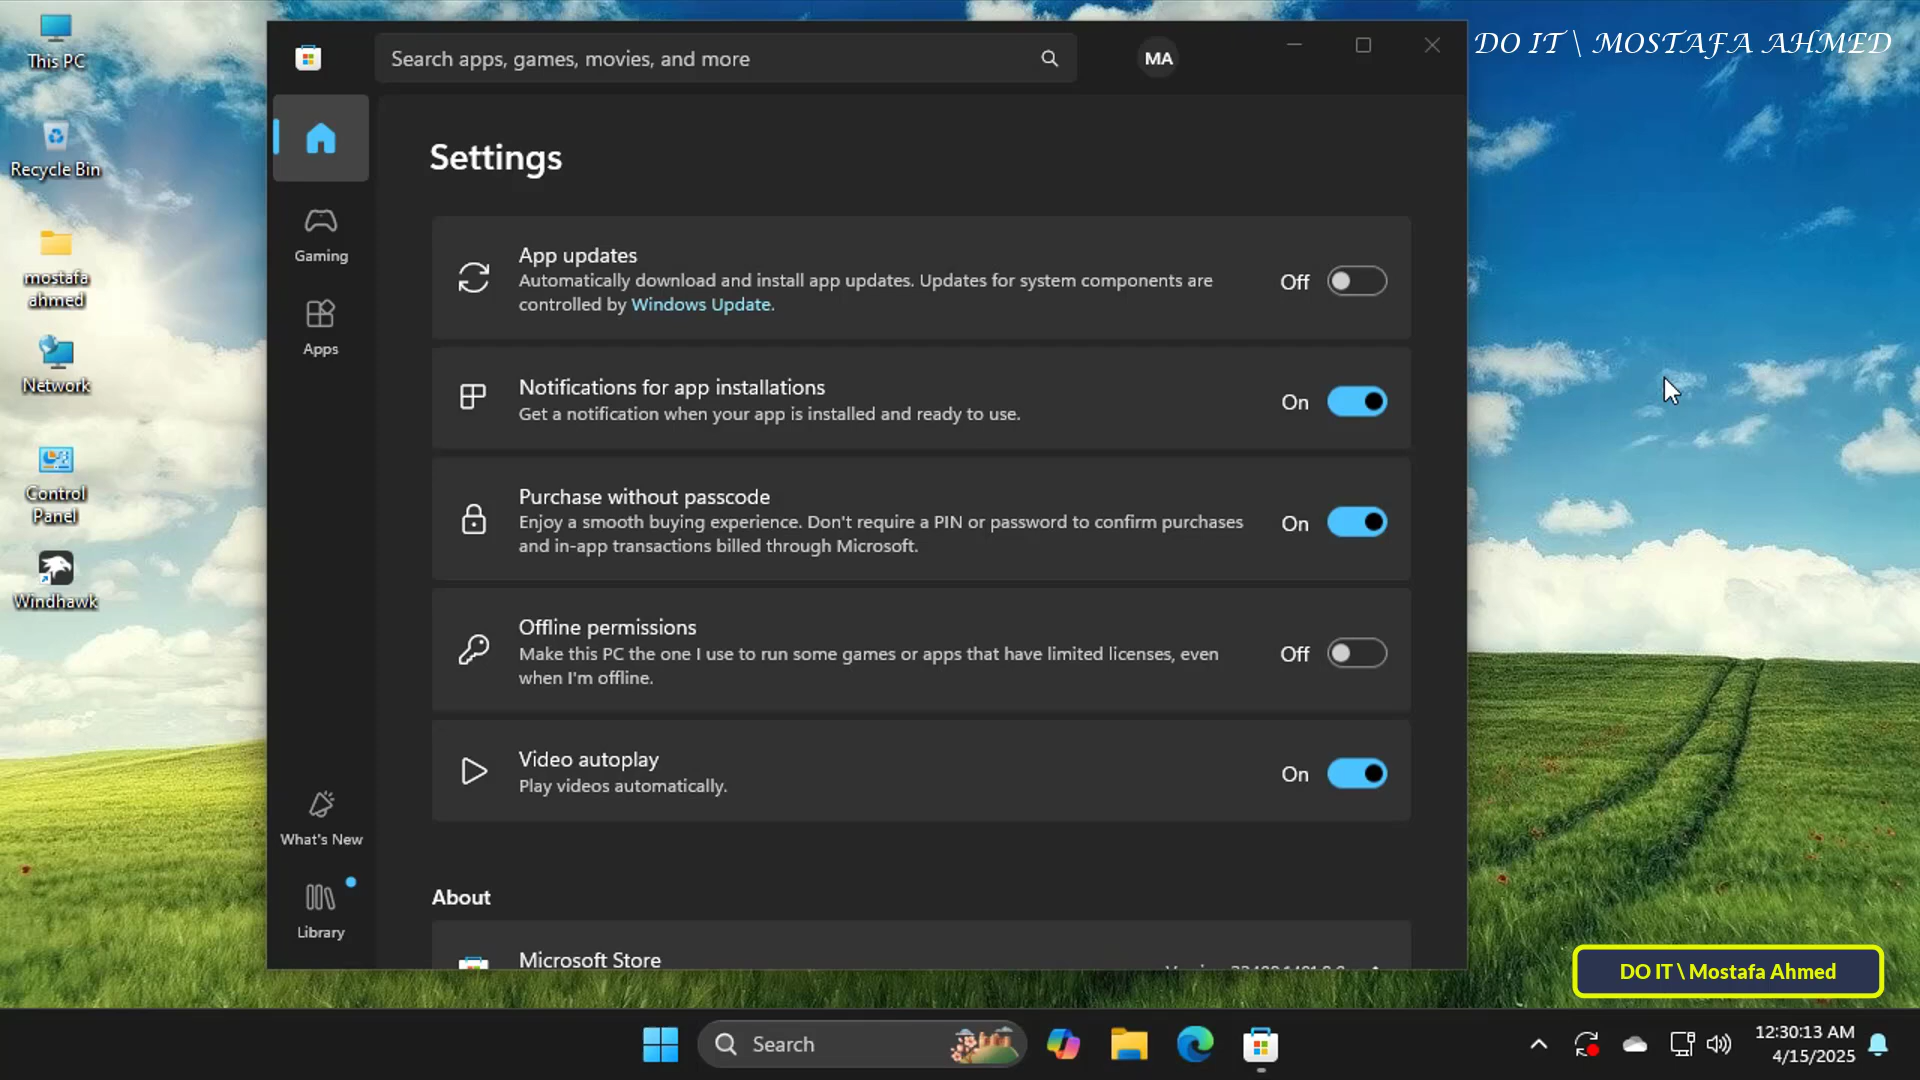 This PC
Recycle Bin
mostafa
ahmed
Network
Control
Panel
Windhawk
Search apps, games, movies, and more
MA
DO IT \ MOSTAFA AHMED
Gaming
Apps
What's New
Library
Settings
App updates
Automatically download and install app updates. Updates for system components are
controlled by Windows Update.
Off
Notifications for app installations
Get a notification when your app is installed and ready to use.
On
Purchase without passcode
Enjoy a smooth buying experience. Don't require a PIN or password to confirm purchases
and in-app transactions billed through Microsoft.
On
Offline permissions
Make this PC the one I use to run some games or apps that have limited licenses, even
when I'm offline.
Off
Video autoplay
Play videos automatically.
On
About
Microsoft Store
DO IT \ Mostafa Ahmed
Search
12:30:13 AM
4/15/2025